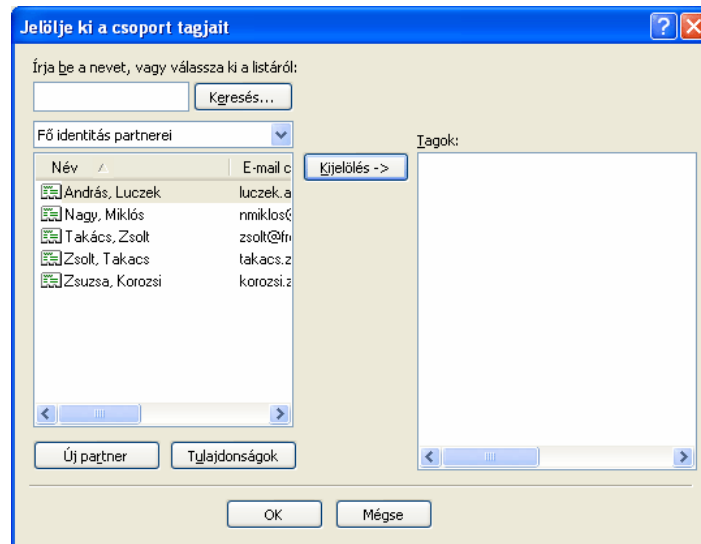 Jelölje ki a csoport tagjait
Írja be a nevet, vagy válassza ki a listáról:
Keresés...
Fő identitás partnerei
Név E-mail c
Kijelölés ->
Tagok:
András, Luczek luczek.a
Nagy, Miklós nmiklos@
Takács, Zsolt zsolt@fre
Zsolt, Takacs takacs.z
Zsuzsa, Korozsi korozsi.z
Új partner Tulajdonságok
OK Mégse